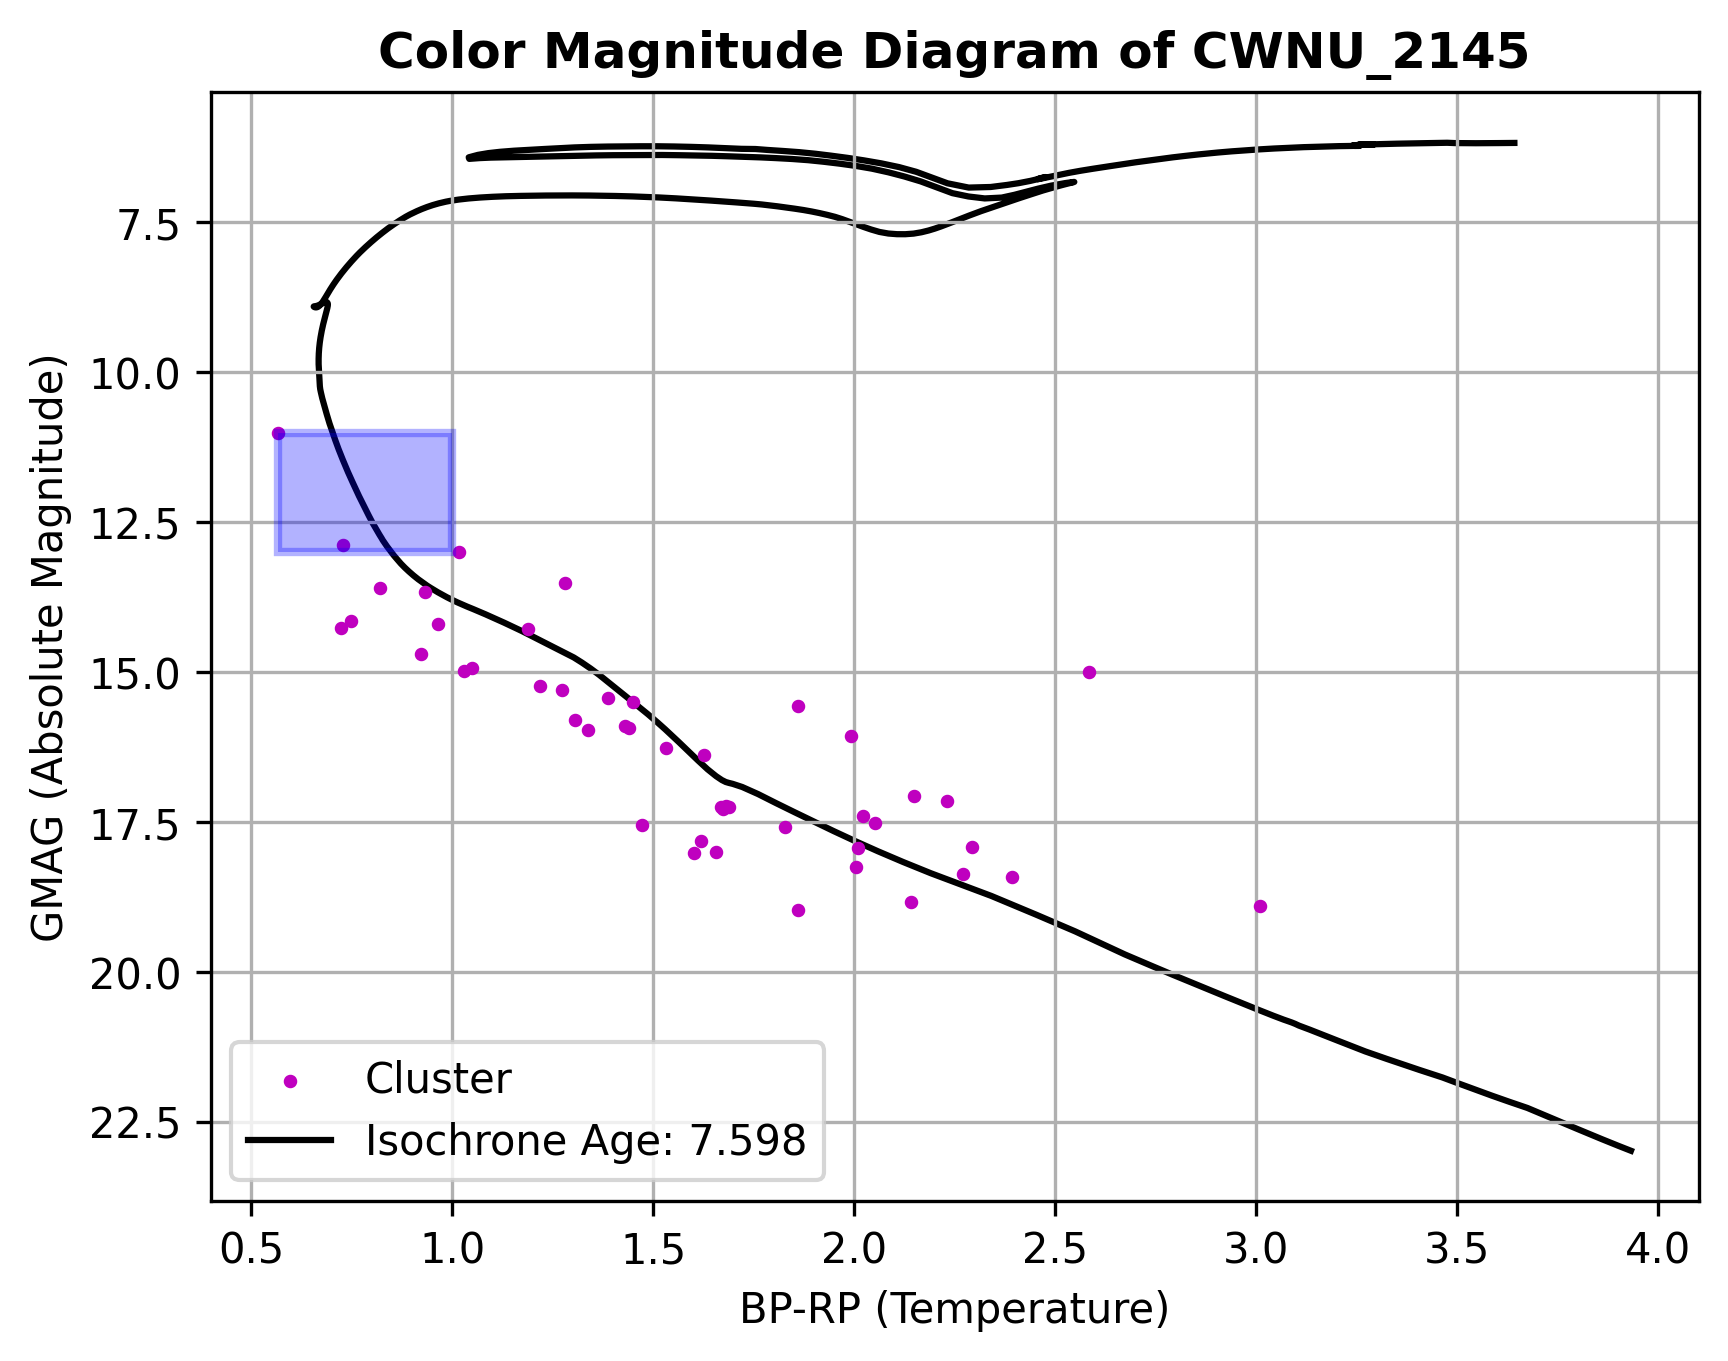 Color Magnitude Diagram of CWNU_2145
GMAG (Absolute Magnitude)
7.5
10.0
12.5
15.0
17.5
20.0
22.5
Cluster
Isochrone Age: 7.598
0.5 1.0 1.5 2.0 2.5 3.0 3.5 4.0
BP-RP (Temperature)